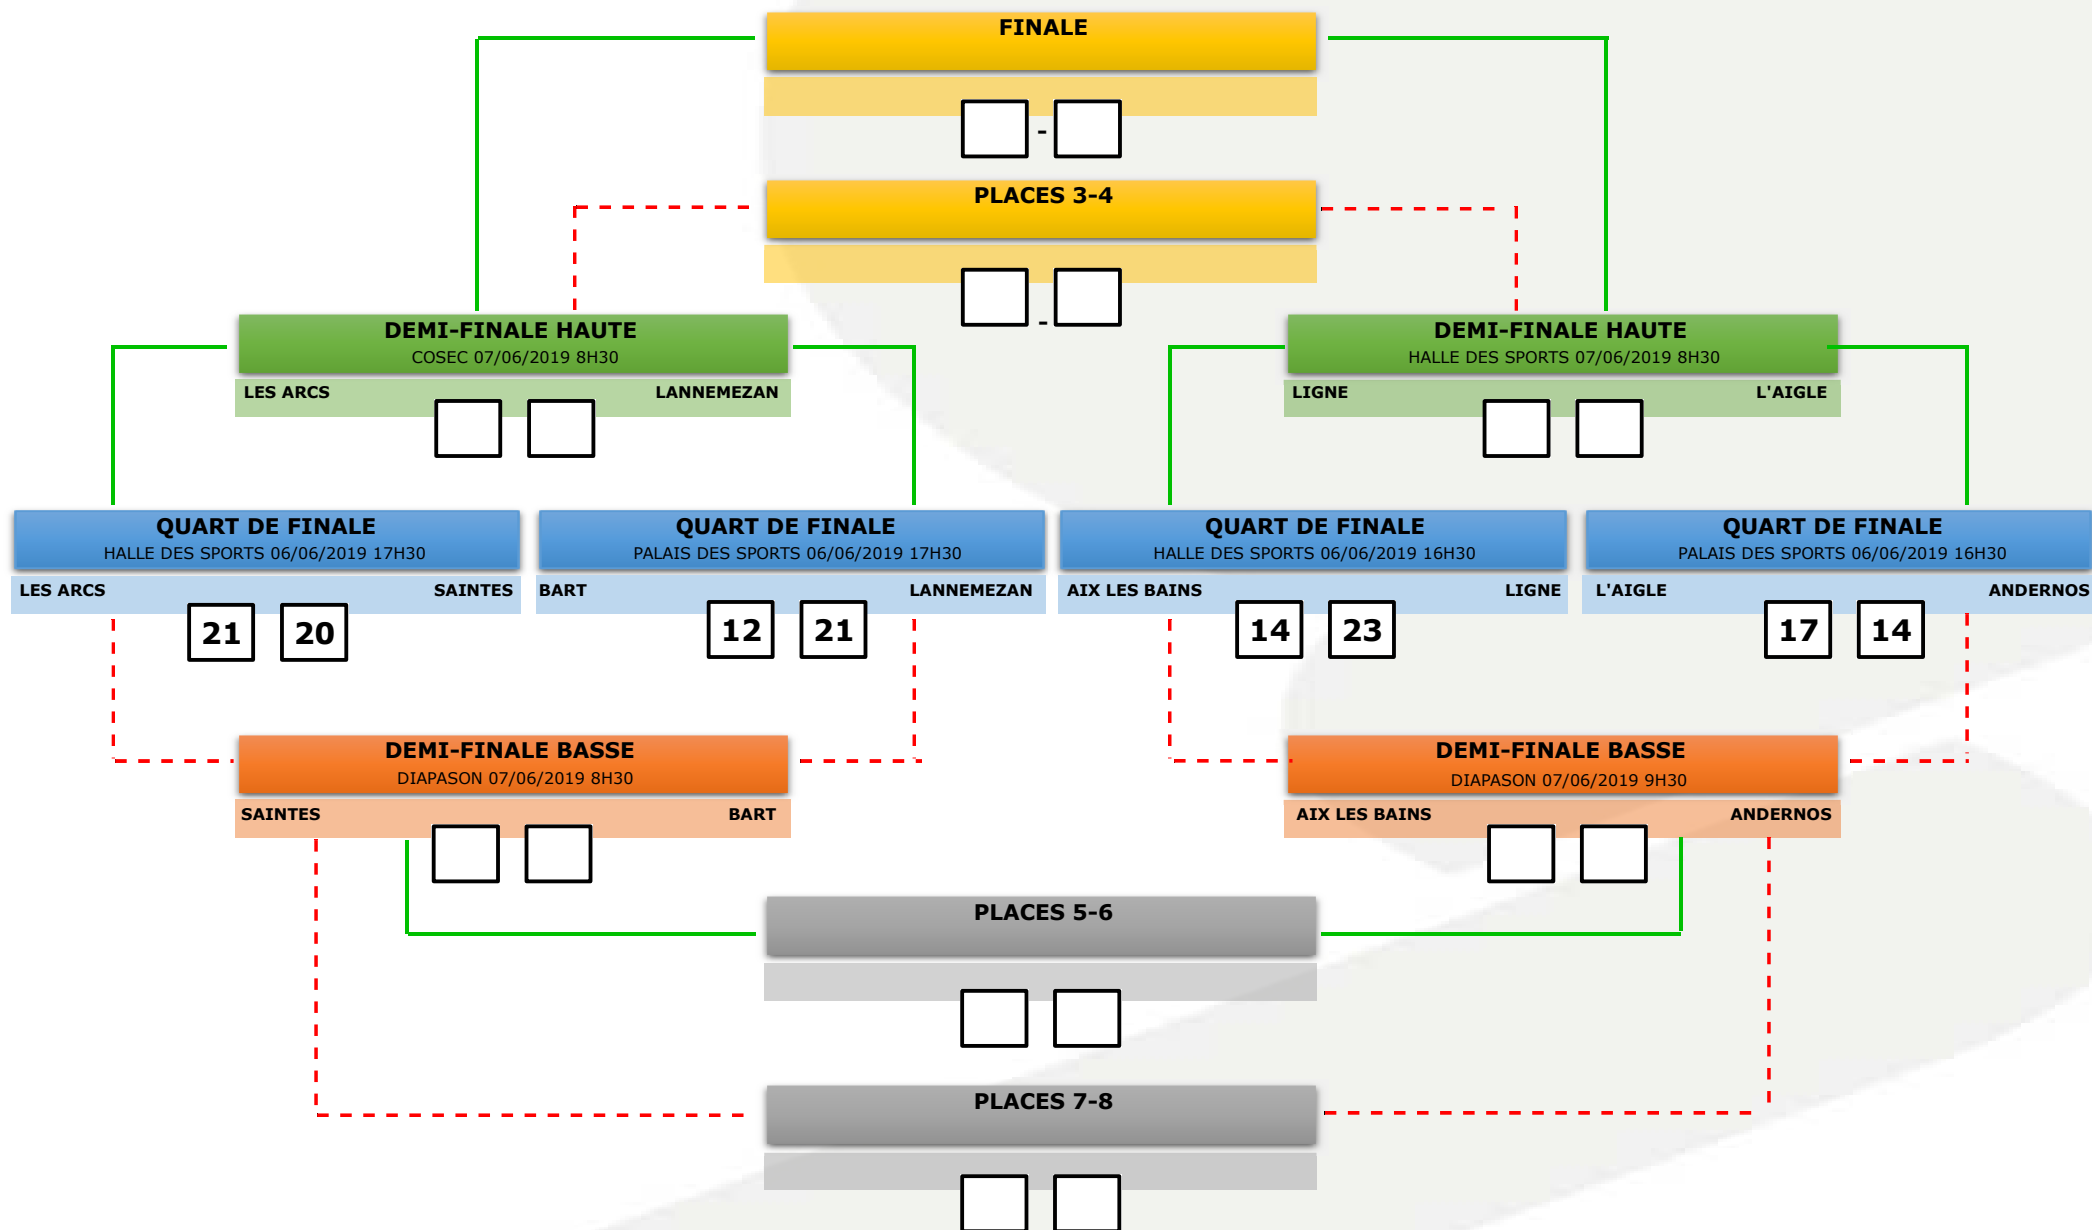 FINALE
-
PLACES 3-4
-
DEMI-FINALE HAUTE
COSEC 07/06/2019 8H30
LES ARCS LANNEMEZAN
DEMI-FINALE HAUTE
HALLE DES SPORTS 07/06/2019 8H30
LIGNE L'AIGLE
QUART DE FINALE
HALLE DES SPORTS 06/06/2019 17H30
LES ARCS SAINTES
21 20
QUART DE FINALE
PALAIS DES SPORTS 06/06/2019 17H30
BART LANNEMEZAN
12 21
QUART DE FINALE
HALLE DES SPORTS 06/06/2019 16H30
AIX LES BAINS LIGNE
14 23
QUART DE FINALE
PALAIS DES SPORTS 06/06/2019 16H30
L'AIGLE ANDERNOS
17 14
DEMI-FINALE BASSE
DIAPASON 07/06/2019 8H30
SAINTES BART
DEMI-FINALE BASSE
DIAPASON 07/06/2019 9H30
AIX LES BAINS ANDERNOS
PLACES 5-6
PLACES 7-8